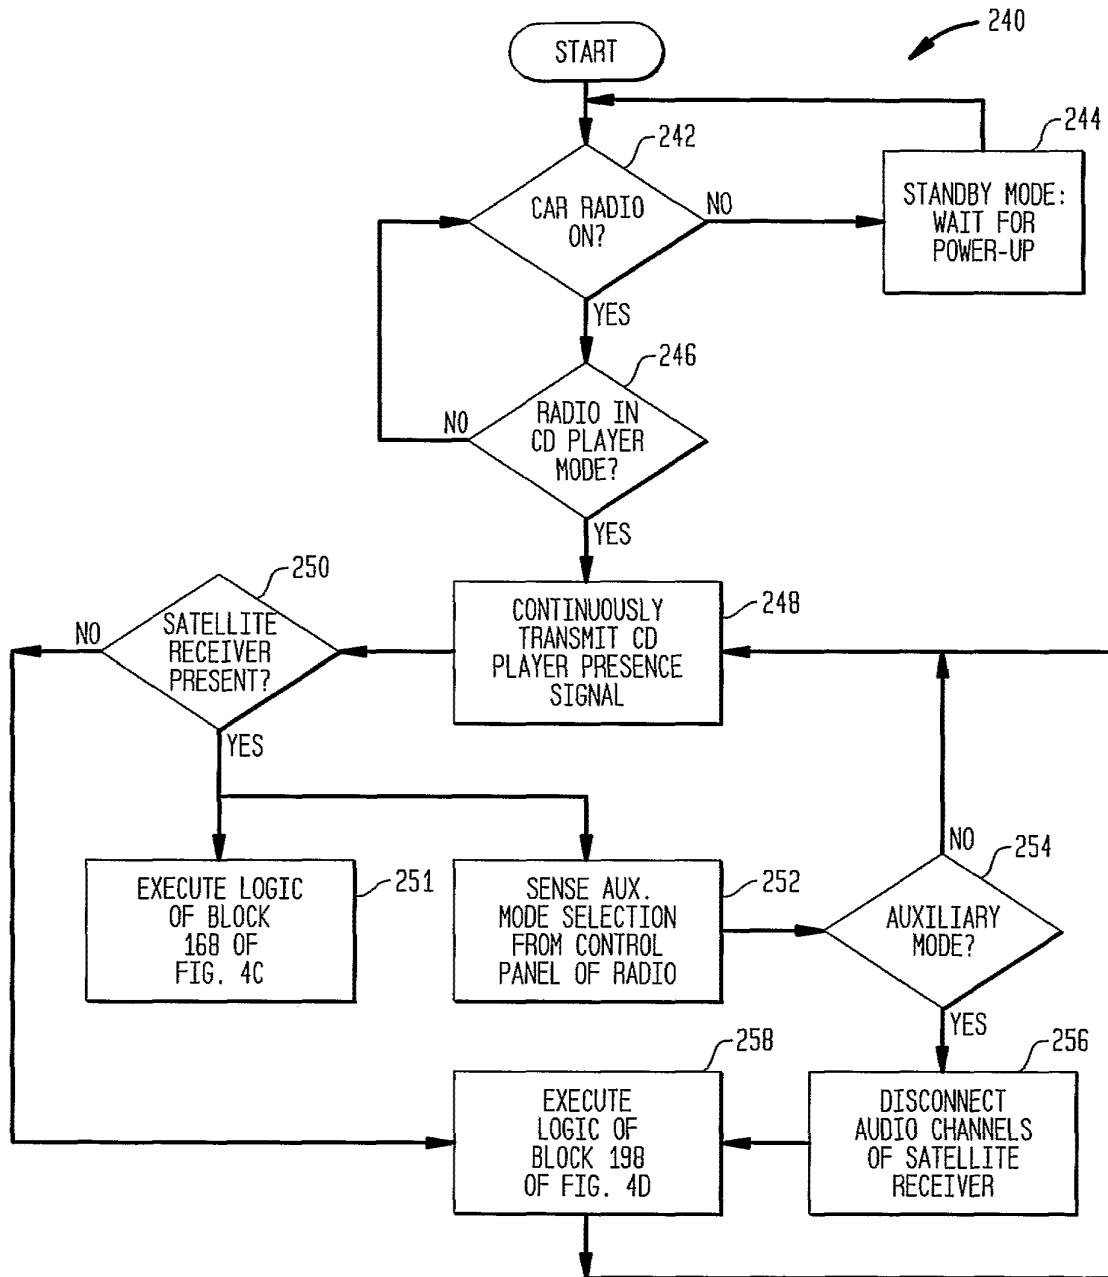 240
START
242
CAR RADIO
ON?
NO
244
STANDBY MODE:
WAIT FOR
POWER-UP
YES
246
RADIO IN
CD PLAYER
MODE?
NO
YES
248
CONTINUOUSLY
TRANSMIT CD
PLAYER PRESENCE
SIGNAL
250
SATELLITE
RECEIVER
PRESENT?
NO
YES
251
EXECUTE LOGIC
OF BLOCK
168 OF
FIG. 4C
252
SENSE AUX.
MODE SELECTION
FROM CONTROL
PANEL OF RADIO
NO
254
AUXILIARY
MODE?
YES
256
DISCONNECT
AUDIO CHANNELS
OF SATELLITE
RECEIVER
258
EXECUTE
LOGIC OF
BLOCK 198
OF FIG. 4D